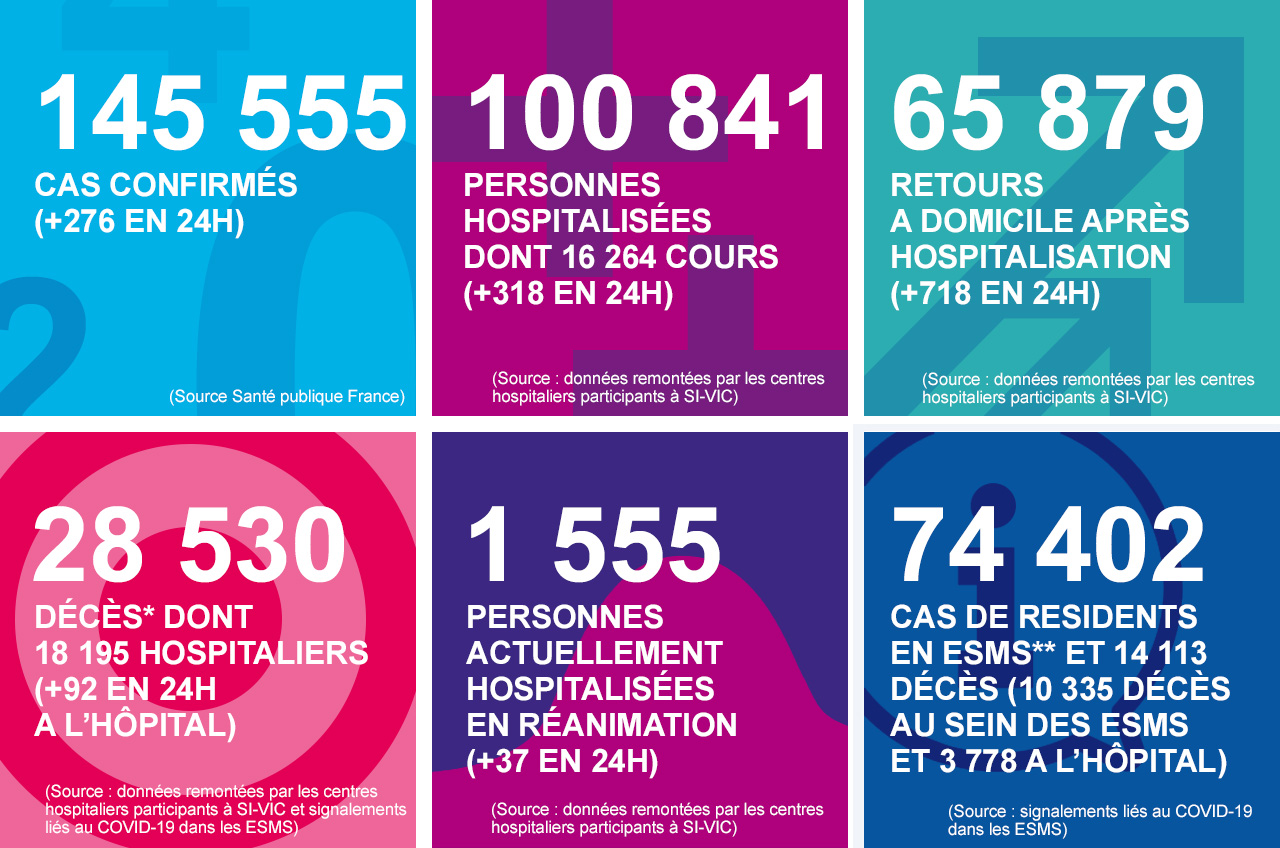 145 555
CAS CONFIRMÉS
(+276 EN 24H)
(Source Santé publique France)
100 841
PERSONNES
HOSPITALISÉES
DONT 16 264 COURS
(+318 EN 24H)
(Source : données remontées par les centres
hospitaliers participants à SI-VIC)
65 879
RETOURS
A DOMICILE APRÈS
HOSPITALISATION
(+718 EN 24H)
(Source : données remontées par les centres
hospitaliers participants à SI-VIC)
28 530
DÉCÈS* DONT
18 195 HOSPITALIERS
(+92 EN 24H
A L’HÔPITAL)
(Source : données remontées par les centres
hospitaliers participants à SI-VIC et signalements
liés au COVID-19 dans les ESMS)
1 555
PERSONNES
ACTUELLEMENT
HOSPITALISÉES
EN RÉANIMATION
(+37 EN 24H)
(Source : données remontées par les centres
hospitaliers participants à SI-VIC)
74 402
CAS DE RESIDENTS
EN ESMS** ET 14 113
DÉCÈS (10 335 DÉCÈS
AU SEIN DES ESMS
ET 3 778 A L’HÔPITAL)
(Source : signalements liés au COVID-19
dans les ESMS)